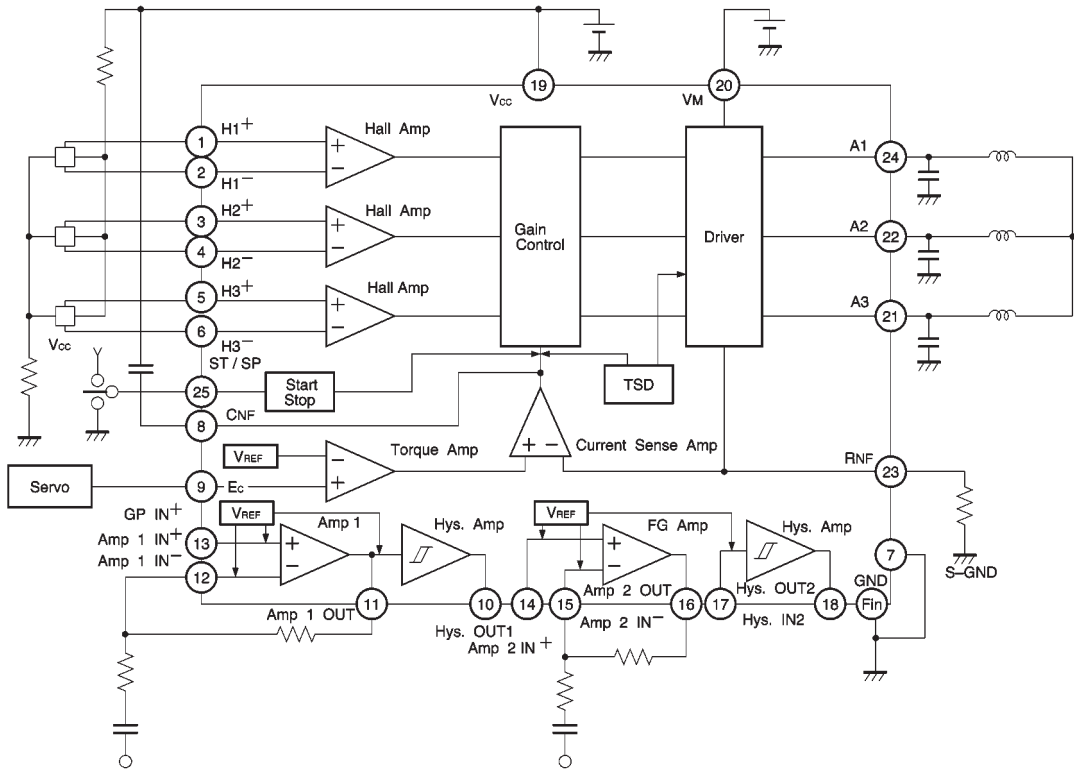 19
20
Vcc
VM
1
H1+
Hall Amp
A1
24
2
H1−
3
H2+
Hall Amp
Gain
Control
Driver
A2
22
4
H2−
5
H3+
Hall Amp
A3
21
6
H3−
Vcc
ST / SP
25
Start
Stop
TSD
8
CNF
VREF
Torque Amp
Current Sense Amp
RNF
23
Servo
9
Ec
GP IN+
VREF
Amp 1
Hys. Amp
VREF
FG Amp
Hys. Amp
Amp 1 IN+
13
7
Amp 1 IN−
12
S–GND
GND
Amp 2 OUT
Hys. OUT2
Amp 1 OUT
11
10
14
15
16
17
18
Fin
Hys. OUT1
Amp 2 IN−
Hys. IN2
Amp 2 IN+